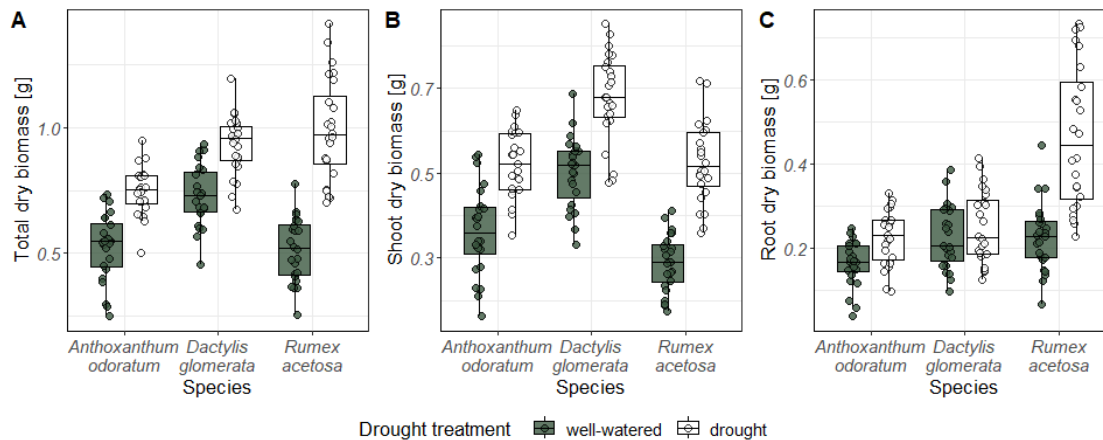 A
Total dry biomass [g]
1.0
0.5
Anthoxanthum Dactylis Rumex
odoratum glomerata acetosa
Species
B
Shoot dry biomass [g]
0.7
0.5
0.3
Anthoxanthum Dactylis Rumex
odoratum glomerata acetosa
Species
C
Root dry biomass [g]
0.6
0.4
0.2
0.0
Anthoxanthum Dactylis Rumex
odoratum glomerata acetosa
Species
Drought treatment well-watered drought